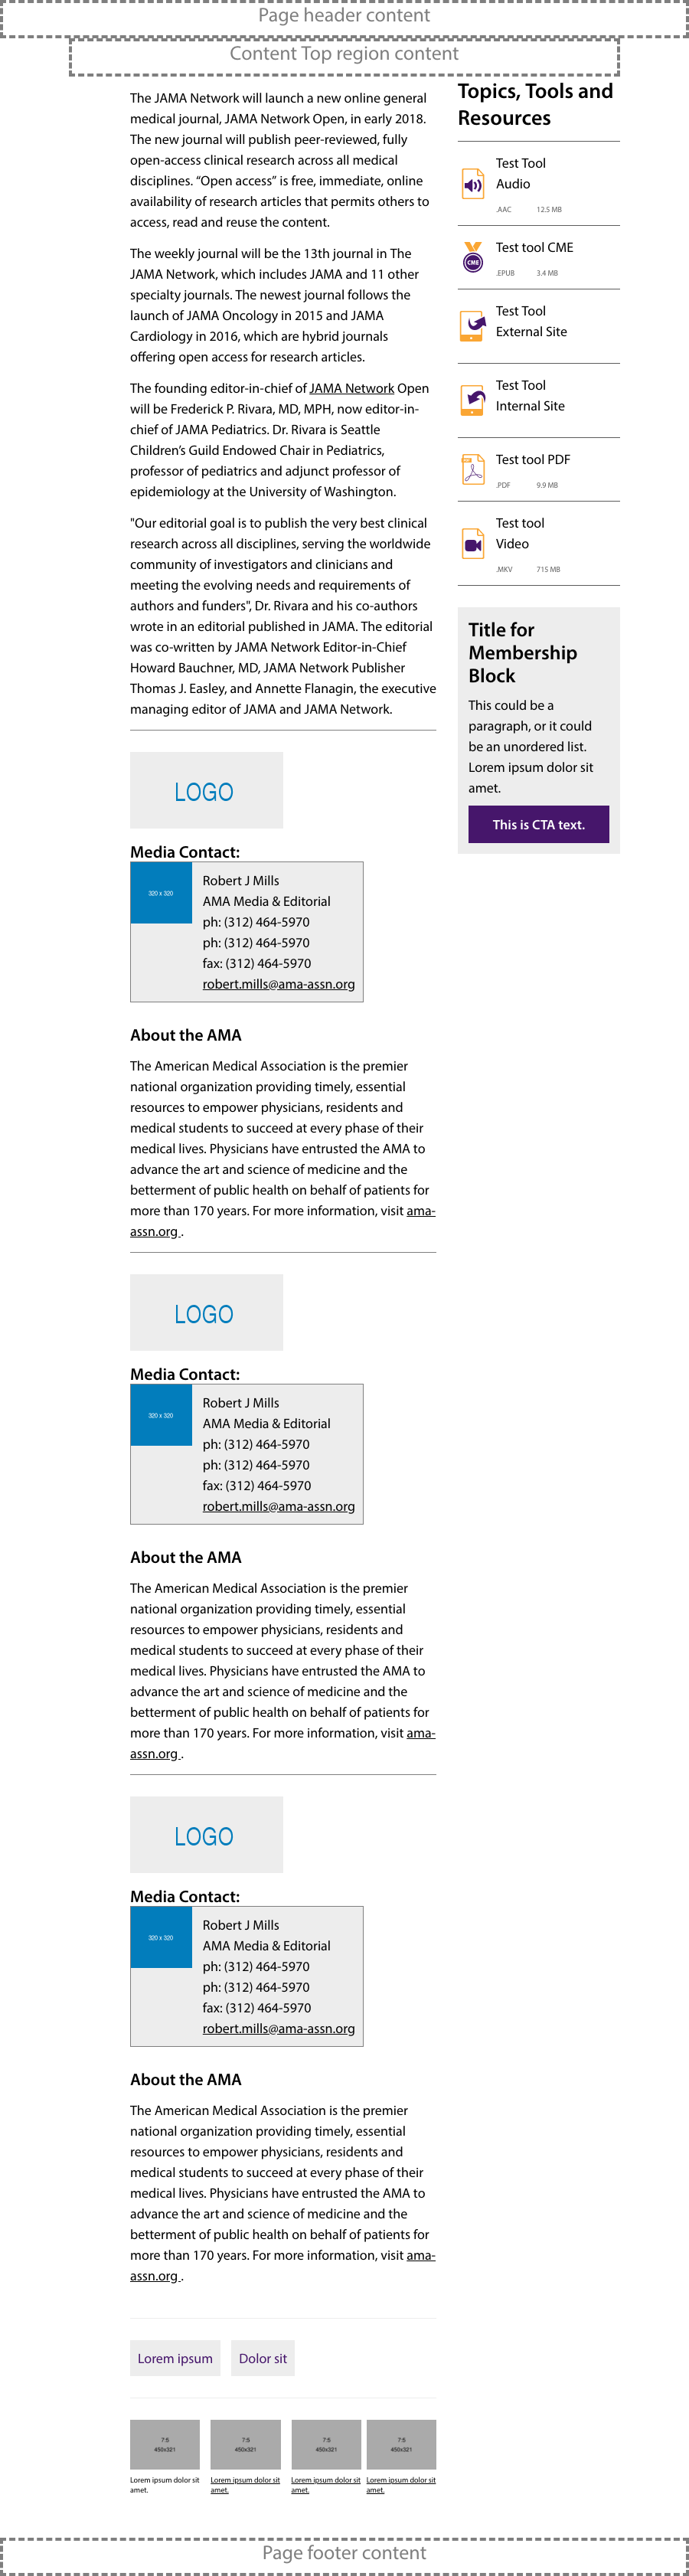 Page header content
Content Top region content
The JAMA Network will launch a new online general
medical journal, JAMA Network Open, in early 2018.
The new journal will publish peer-reviewed, fully
open-access clinical research across all medical
disciplines. “Open access” is free, immediate, online
availability of research articles that permits others to
access, read and reuse the content.
The weekly journal will be the 13th journal in The
JAMA Network, which includes JAMA and 11 other
specialty journals. The newest journal follows the
launch of JAMA Oncology in 2015 and JAMA
Cardiology in 2016, which are hybrid journals
offering open access for research articles.
The founding editor-in-chief of JAMA Network Open
will be Frederick P. Rivara, MD, MPH, now editor-in-
chief of JAMA Pediatrics. Dr. Rivara is Seattle
Children’s Guild Endowed Chair in Pediatrics,
professor of pediatrics and adjunct professor of
epidemiology at the University of Washington.
"Our editorial goal is to publish the very best clinical
research across all disciplines, serving the worldwide
community of investigators and clinicians and
meeting the evolving needs and requirements of
authors and funders", Dr. Rivara and his co-authors
wrote in an editorial published in JAMA. The editorial
was co-written by JAMA Network Editor-in-Chief
Howard Bauchner, MD, JAMA Network Publisher
Thomas J. Easley, and Annette Flanagin, the executive
managing editor of JAMA and JAMA Network.
LOGO
Media Contact:
320 x 320
Robert J Mills
AMA Media & Editorial
ph: (312) 464-5970
ph: (312) 464-5970
fax: (312) 464-5970
robert.mills@ama-assn.org
About the AMA
The American Medical Association is the premier
national organization providing timely, essential
resources to empower physicians, residents and
medical students to succeed at every phase of their
medical lives. Physicians have entrusted the AMA to
advance the art and science of medicine and the
betterment of public health on behalf of patients for
more than 170 years. For more information, visit ama-
assn.org .
LOGO
Media Contact:
320 x 320
Robert J Mills
AMA Media & Editorial
ph: (312) 464-5970
ph: (312) 464-5970
fax: (312) 464-5970
robert.mills@ama-assn.org
About the AMA
The American Medical Association is the premier
national organization providing timely, essential
resources to empower physicians, residents and
medical students to succeed at every phase of their
medical lives. Physicians have entrusted the AMA to
advance the art and science of medicine and the
betterment of public health on behalf of patients for
more than 170 years. For more information, visit ama-
assn.org .
LOGO
Media Contact:
320 x 320
Robert J Mills
AMA Media & Editorial
ph: (312) 464-5970
ph: (312) 464-5970
fax: (312) 464-5970
robert.mills@ama-assn.org
About the AMA
The American Medical Association is the premier
national organization providing timely, essential
resources to empower physicians, residents and
medical students to succeed at every phase of their
medical lives. Physicians have entrusted the AMA to
advance the art and science of medicine and the
betterment of public health on behalf of patients for
more than 170 years. For more information, visit ama-
assn.org .
Lorem ipsum Dolor sit
7:5
450x321
Lorem ipsum dolor sit
amet.
7:5
450x321
Lorem ipsum dolor sit
amet.
7:5
450x321
Lorem ipsum dolor sit
amet.
7:5
450x321
Lorem ipsum dolor sit
amet.
Topics, Tools and
Resources
Test Tool
Audio
.AAC 12.5 MB
CME
Test tool CME
.EPUB 3.4 MB
Test Tool
External Site
Test Tool
Internal Site
Test tool PDF
.PDF 9.9 MB
Test tool
Video
.MKV 715 MB
Title for
Membership
Block
This could be a
paragraph, or it could
be an unordered list.
Lorem ipsum dolor sit
amet.
This is CTA text.
Page footer content